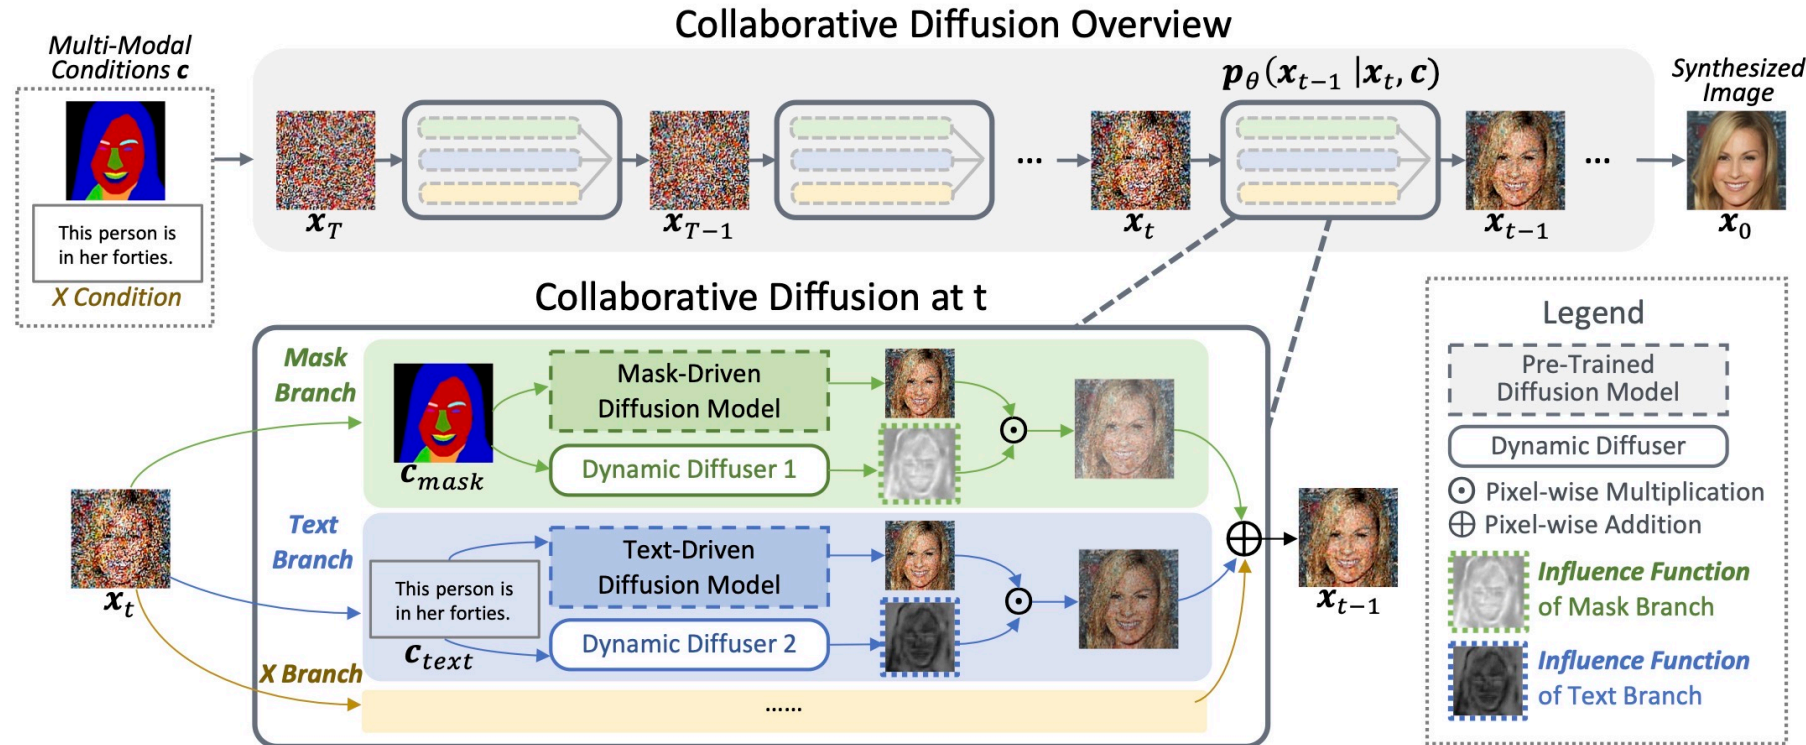 Collaborative Diffusion Overview
Multi-Modal
Conditions c
This person is
in her forties.
X Condition
x_T
x_{T−1}
...
x_t
p_θ(x_{t−1} |x_t, c)
x_{t−1}
...
Synthesized
Image
x_0
Collaborative Diffusion at t
x_t
Mask
Branch
c_{mask}
Mask-Driven
Diffusion Model
Dynamic Diffuser 1
⊙
Text
Branch
This person is
in her forties.
c_{text}
Text-Driven
Diffusion Model
Dynamic Diffuser 2
⊙
X Branch
......
⊕
x_{t−1}
Legend
Pre-Trained
Diffusion Model
Dynamic Diffuser
⊙ Pixel-wise Multiplication
⊕ Pixel-wise Addition
Influence Function
of Mask Branch
Influence Function
of Text Branch